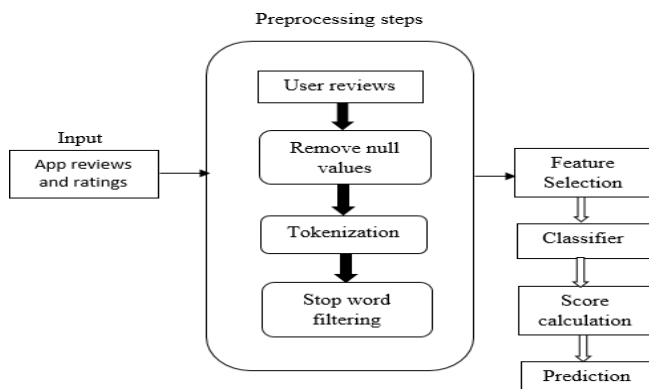 Preprocessing steps
User reviews
Input
App reviews
and ratings
Remove null
values
Tokenization
Stop word
filtering
Feature
Selection
Classifier
Score
calculation
Prediction